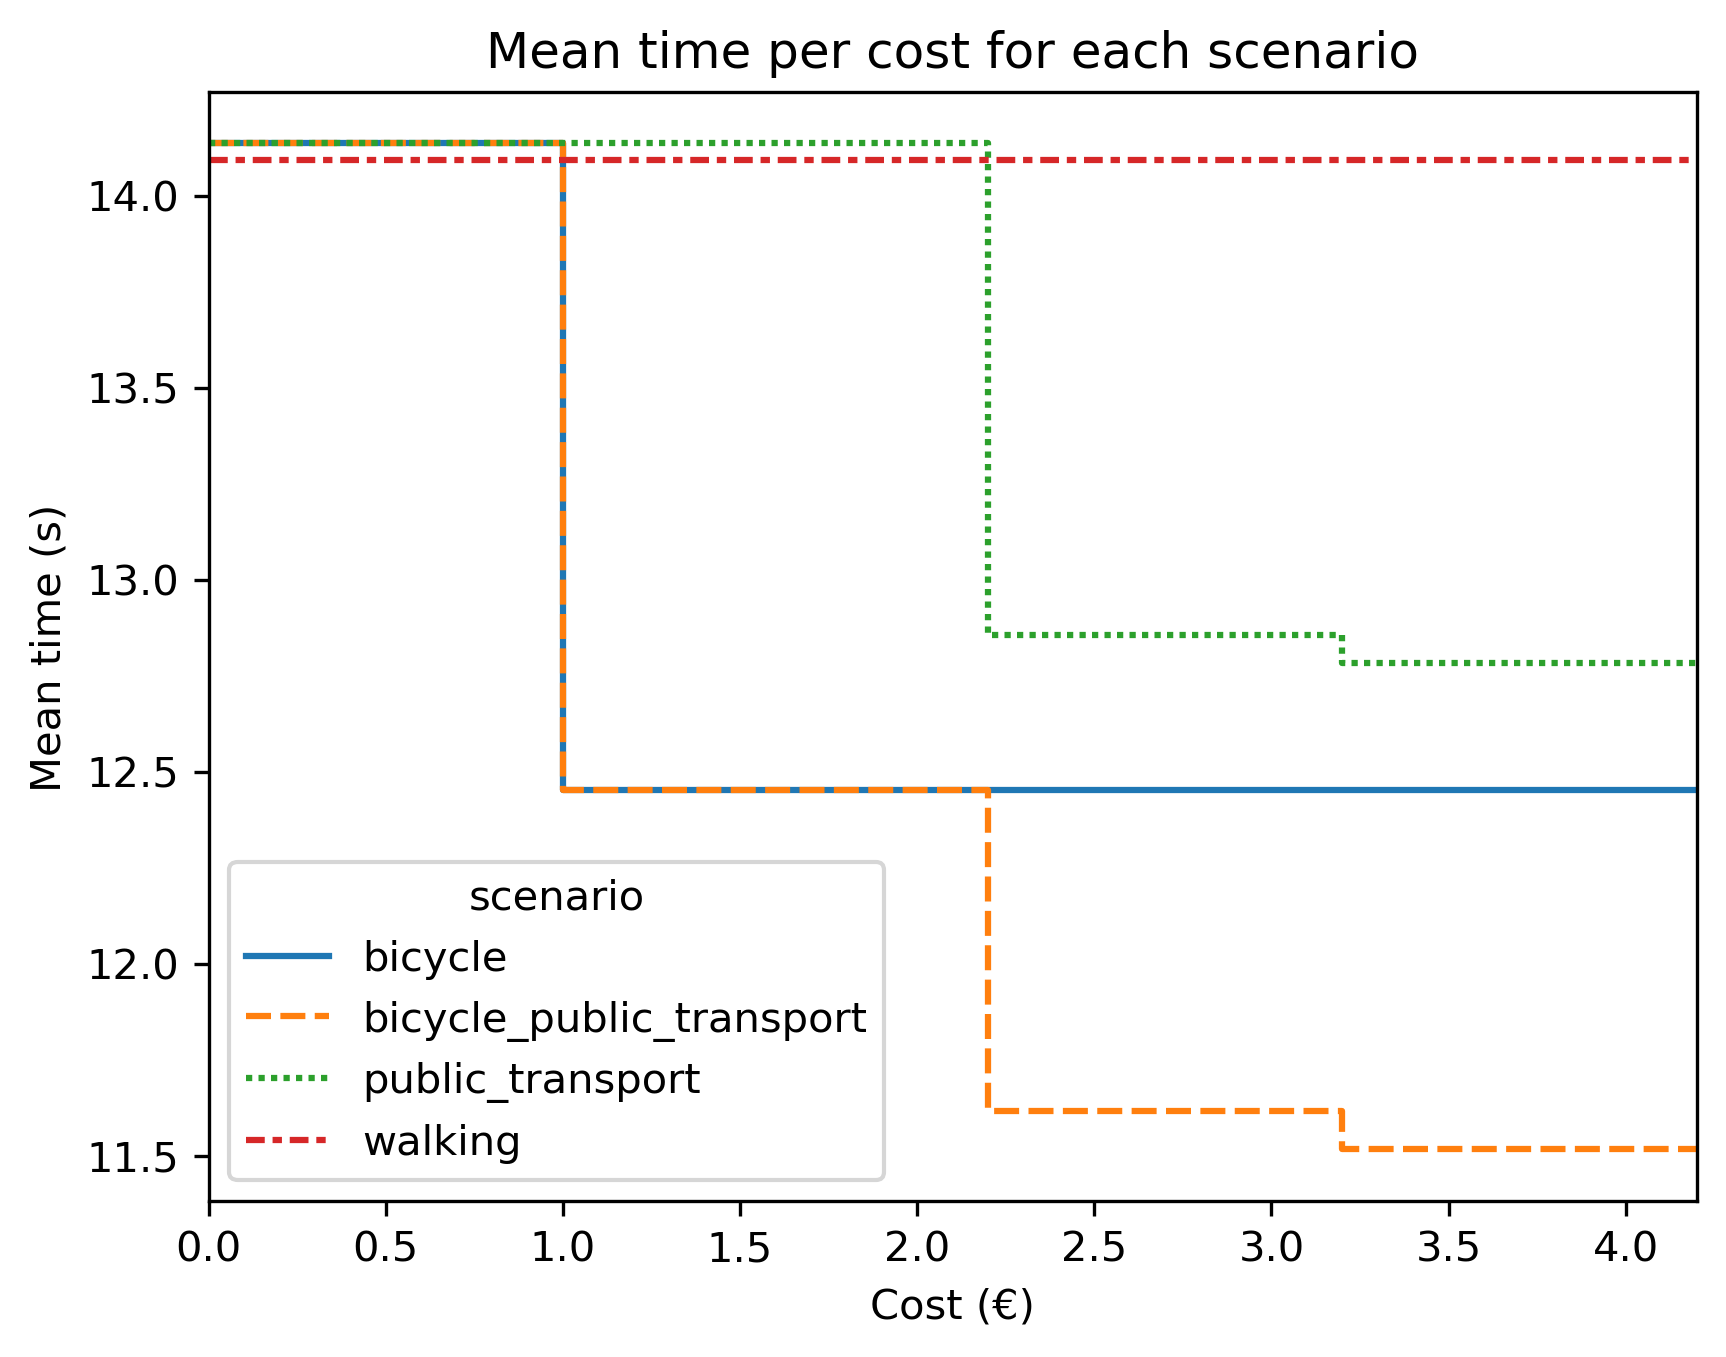 Mean time per cost for each scenario
Mean time (s)
14.0
13.5
13.0
12.5
12.0
11.5
scenario
bicycle
bicycle_public_transport
public_transport
walking
0.0 0.5 1.0 1.5 2.0 2.5 3.0 3.5 4.0
Cost (€)